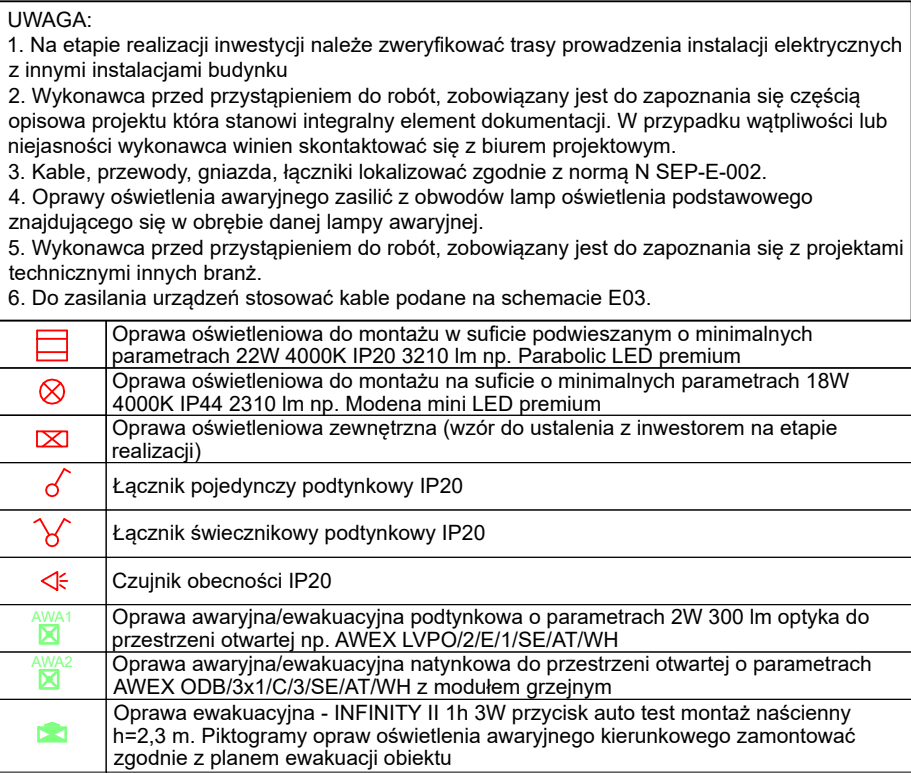 UWAGA:
1. Na etapie realizacji inwestycji należe zweryfikować trasy prowadzenia instalacji elektrycznych
z innymi instalacjami budynku
2. Wykonawca przed przystąpieniem do robót, zobowiązany jest do zapoznania się częścią
opisowa projektu która stanowi integralny element dokumentacji. W przypadku wątpliwości lub
niejasności wykonawca winien skontaktować się z biurem projektowym.
3. Kable, przewody, gniazda, łączniki lokalizować zgodnie z normą N SEP-E-002.
4. Oprawy oświetlenia awaryjnego zasilić z obwodów lamp oświetlenia podstawowego
znajdującego się w obrębie danej lampy awaryjnej.
5. Wykonawca przed przystąpieniem do robót, zobowiązany jest do zapoznania się z projektami
technicznymi innych branż.
6. Do zasilania urządzeń stosować kable podane na schemacie E03.
Oprawa oświetleniowa do montażu w suficie podwieszanym o minimalnych
parametrach 22W 4000K IP20 3210 lm np. Parabolic LED premium
Oprawa oświetleniowa do montażu na suficie o minimalnych parametrach 18W
4000K IP44 2310 lm np. Modena mini LED premium
Oprawa oświetleniowa zewnętrzna (wzór do ustalenia z inwestorem na etapie
realizacji)
Łącznik pojedynczy podtynkowy IP20
Łącznik świecznikowy podtynkowy IP20
Czujnik obecności IP20
AWA1
Oprawa awaryjna/ewakuacyjna podtynkowa o parametrach 2W 300 lm optyka do
przestrzeni otwartej np. AWEX LVPO/2/E/1/SE/AT/WH
AWA2
Oprawa awaryjna/ewakuacyjna natynkowa do przestrzeni otwartej o parametrach
AWEX ODB/3x1/C/3/SE/AT/WH z modułem grzejnym
Oprawa ewakuacyjna - INFINITY II 1h 3W przycisk auto test montaż naścienny
h=2,3 m. Piktogramy opraw oświetlenia awaryjnego kierunkowego zamontować
zgodnie z planem ewakuacji obiektu